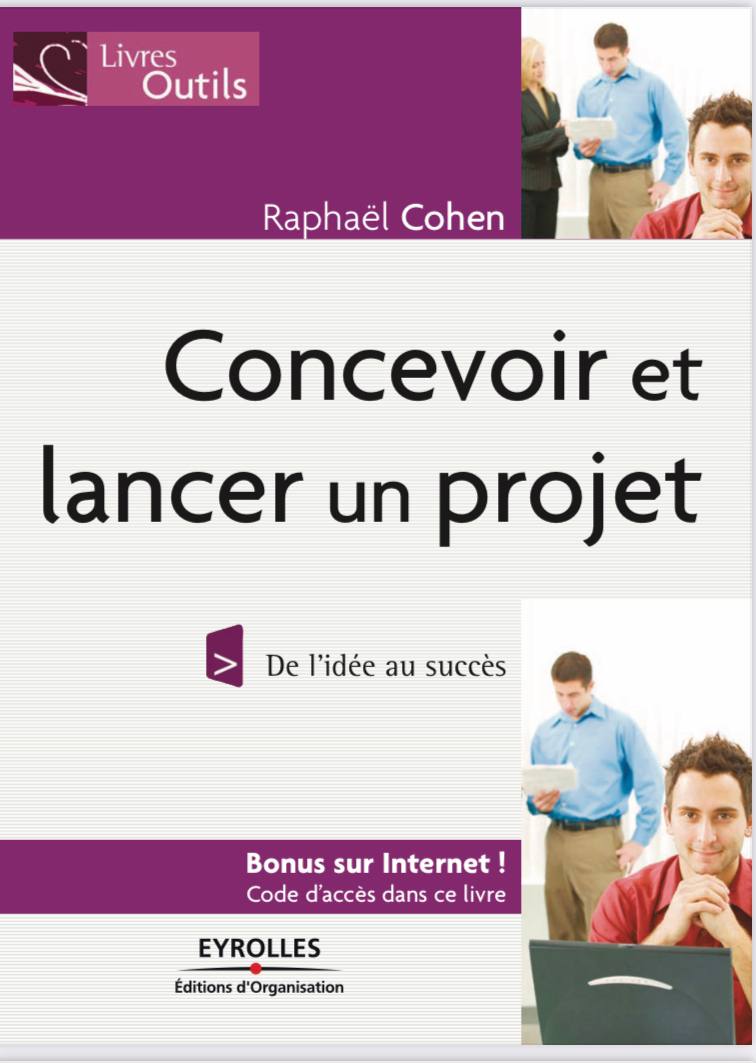 Livres
Outils
Raphaël Cohen
Concevoir et
lancer un projet
> De l'idée au succès
Bonus sur Internet !
Code d'accès dans ce livre
EYROLLES
Éditions d'Organisation